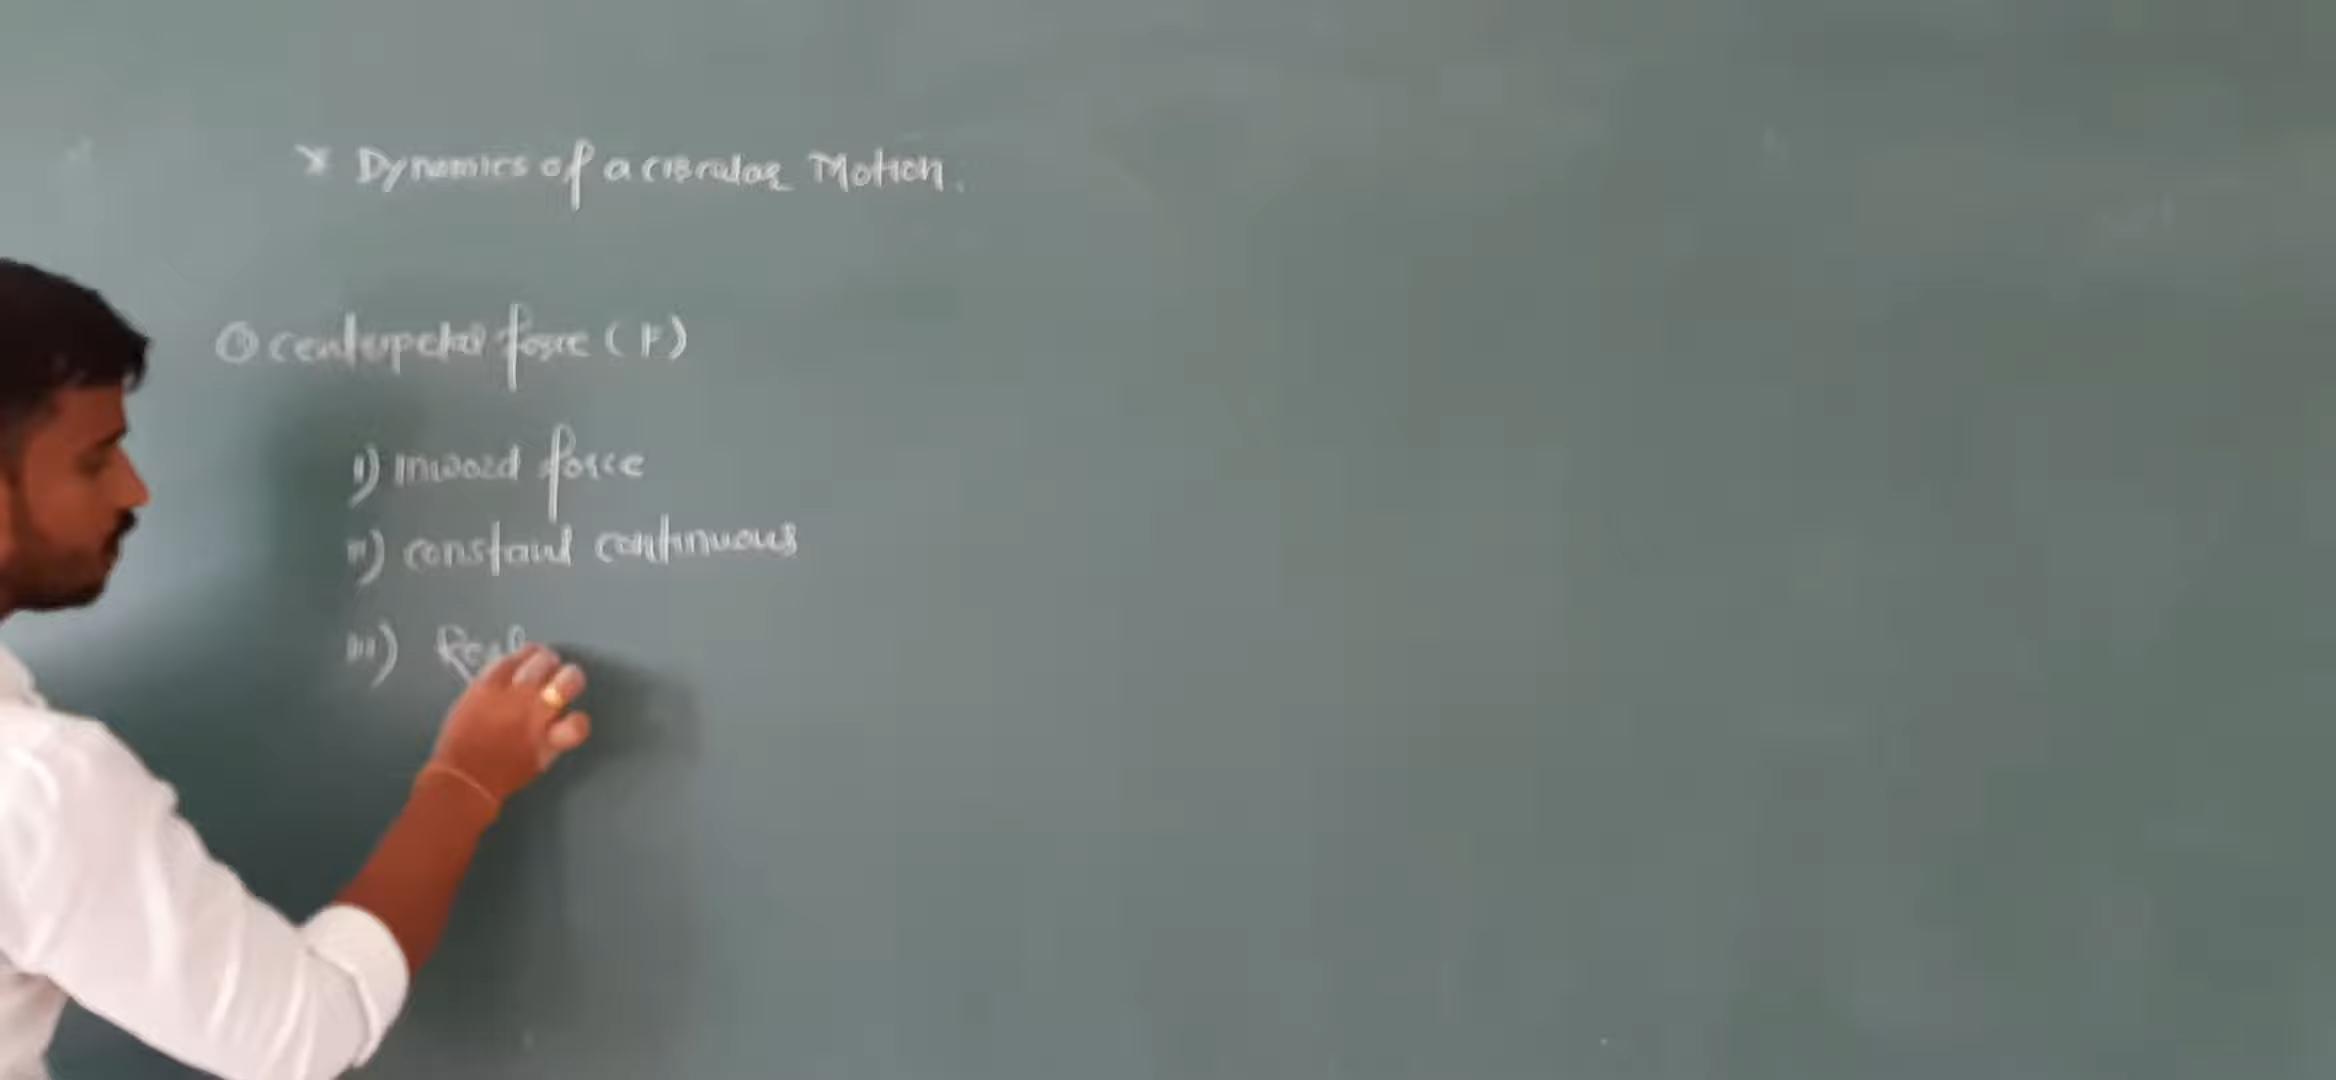 * Dynamics of a circular Motion.
① centripetal force (F)
i) inward force
ii) constant continuous
iii) Real